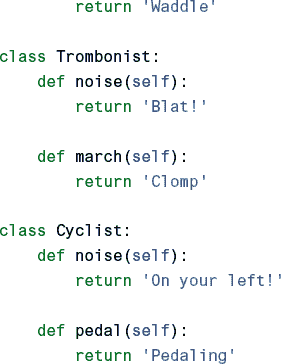 return 'Waddle'

class Trombonist:
    def noise(self):
        return 'Blat!'

    def march(self):
        return 'Clomp'

class Cyclist:
    def noise(self):
        return 'On your left!'

    def pedal(self):
        return 'Pedaling'